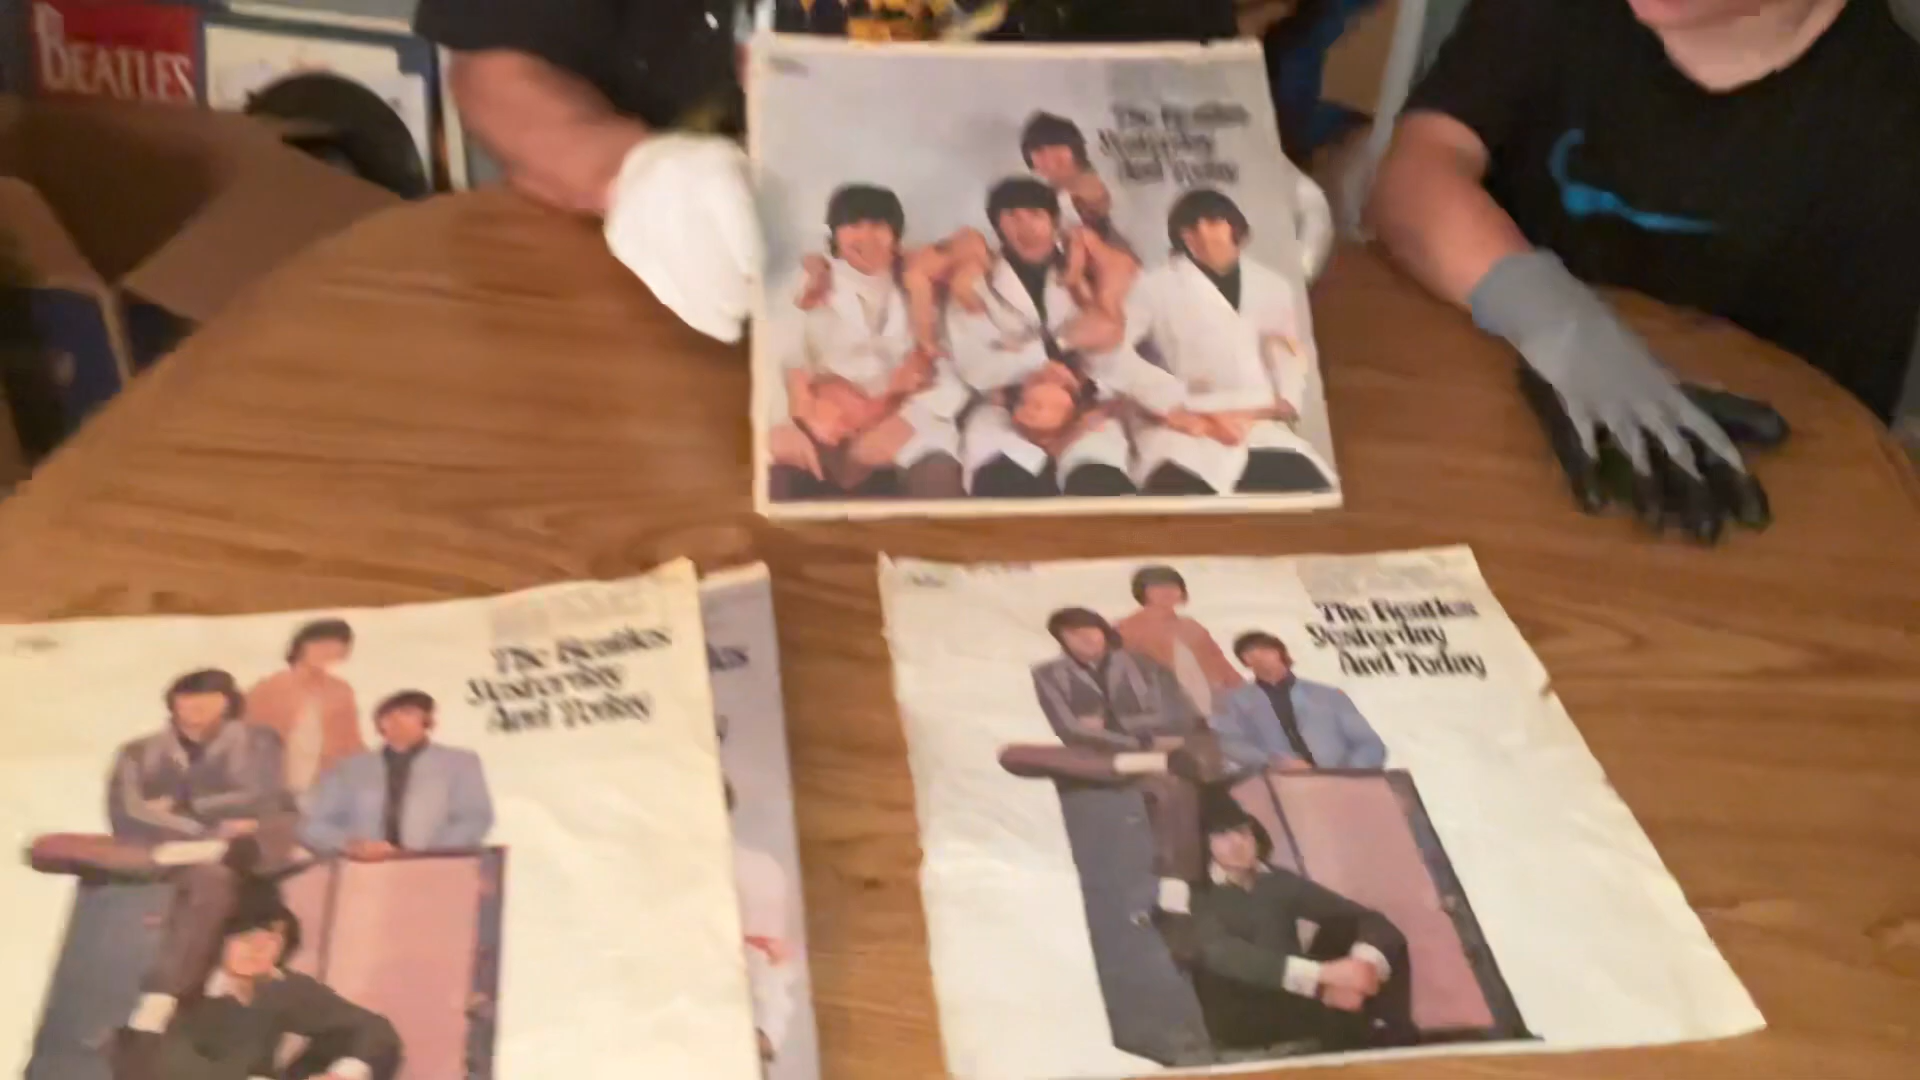 BEATLES
The Beatles
Yesterday
And Today
The Beatles
Yesterday
And Today
The Beatles
Yesterday
And Today